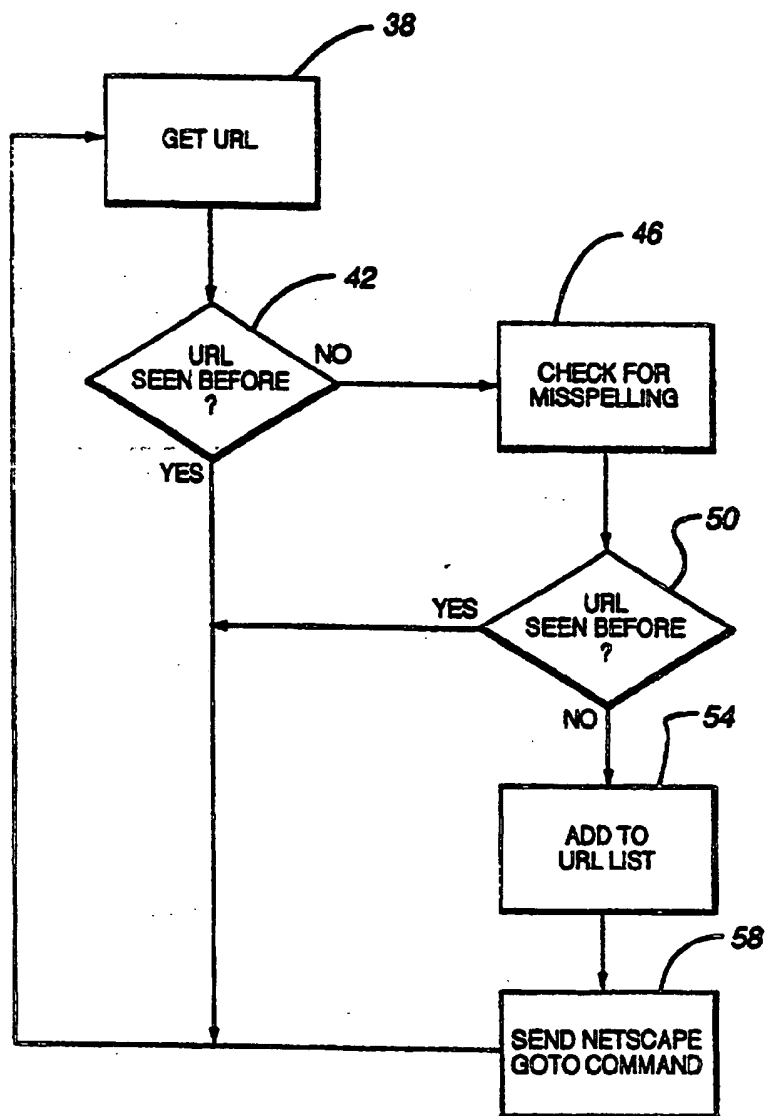 38
GET URL
42
URL
SEEN BEFORE
?
NO
YES
46
CHECK FOR
MISSPELLING
50
URL
SEEN BEFORE
?
YES
NO
54
ADD TO
URL LIST
58
SEND NETSCAPE
GOTO COMMAND